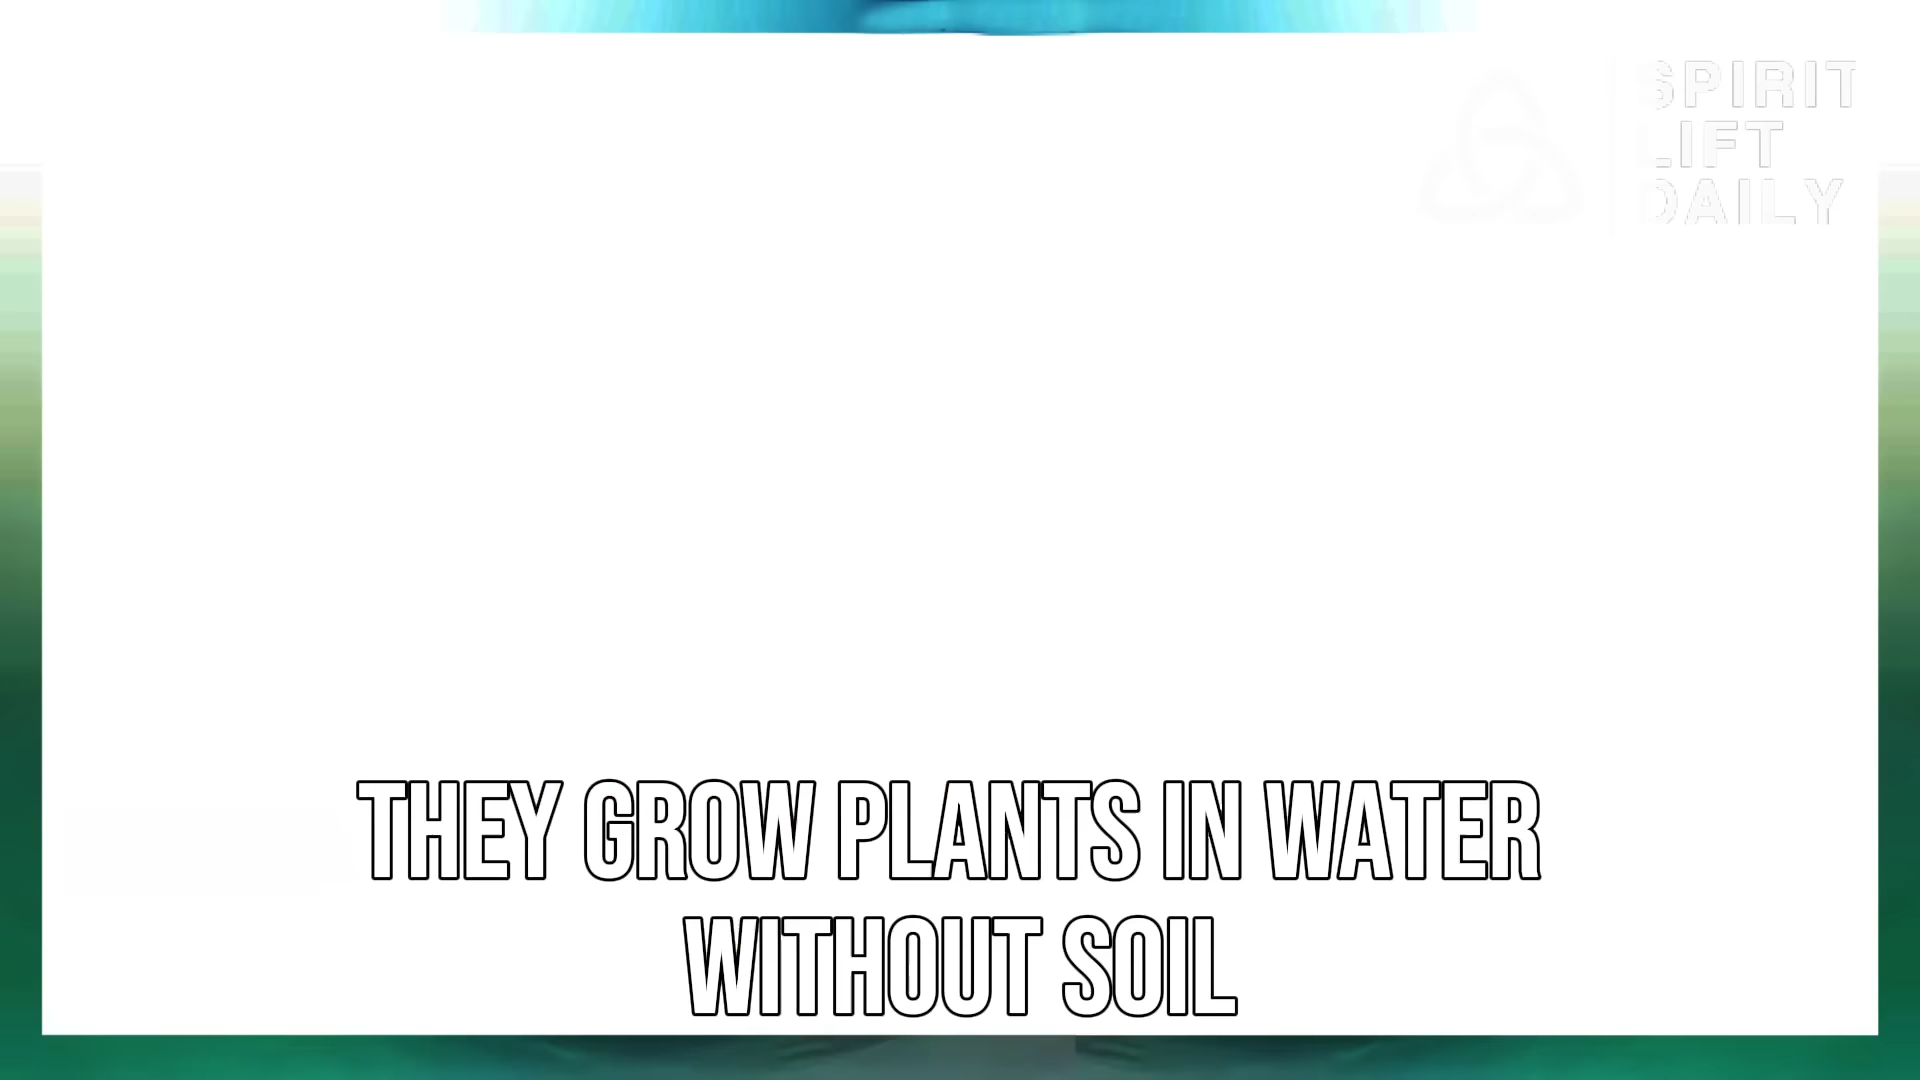 SPIRIT
LIFT
DAILY
THEY GROW PLANTS IN WATER
WITHOUT SOIL